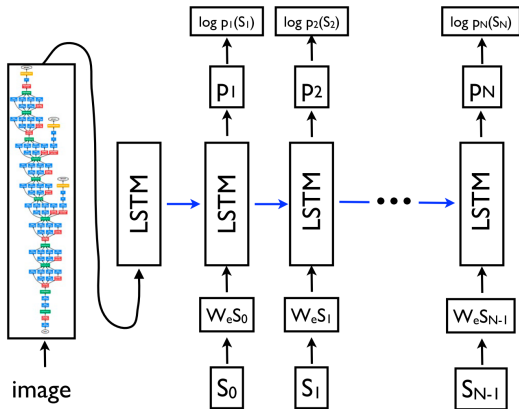 log p₁(S₁) log p₂(S₂) log pN(SN)
p₁ p₂ pN
LSTM LSTM LSTM LSTM
WₑS₀ WₑS₁ WₑSN-1
image S₀ S₁ SN-1